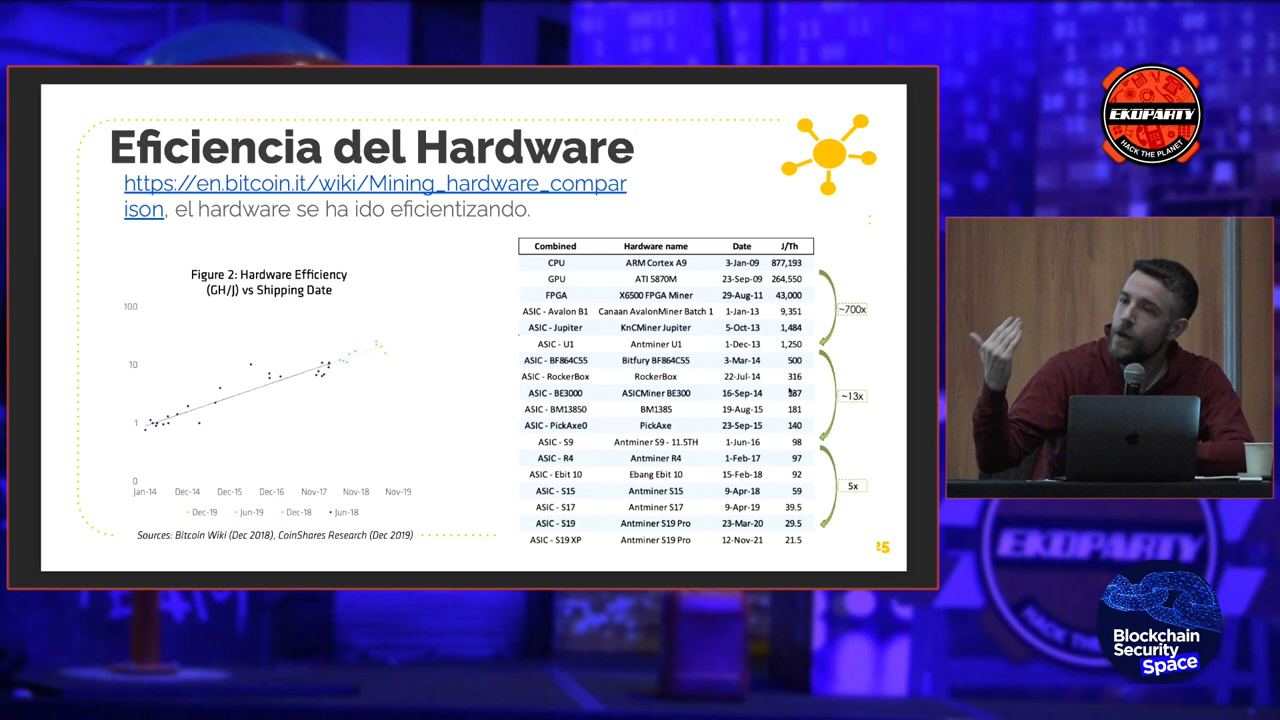 Eficiencia del Hardware
https://en.bitcoin.it/wiki/Mining_hardware_compar
ison, el hardware se ha ido eficientizando.
Figure 2: Hardware Efficiency
(GH/J) vs Shipping Date
100
10
1
0
Jan-14 Dec-14 Dec-15 Dec-16 Nov-17 Nov-18 Nov-19
Dec-19 Jun-19 Dec-18 Jun-18
Sources: Bitcoin Wiki (Dec 2018), CoinShares Research (Dec 2019)
Combined Hardware name Date J/Th
CPU ARM Cortex A9 3-Jan-09 877,193
GPU ATI 5870M 23-Sep-09 264,550
FPGA X6500 FPGA Miner 29-Aug-11 43,000
ASIC - Avalon B1 Canaan AvalonMiner Batch 1 1-Jan-13 9,351
ASIC - Jupiter KnCMiner Jupiter 5-Oct-13 1,484
ASIC - U1 Antminer U1 1-Dec-13 1,250
ASIC - BF864C55 Bitfury BF864C55 3-Mar-14 500
ASIC - RockerBox RockerBox 22-Jul-14 316
ASIC - BE3000 ASICMiner BE300 16-Sep-14
ASIC - BM13850 BM1385 19-Aug-15 181
ASIC - PickAxe0 PickAxe 23-Sep-15 140
ASIC - S9 Antminer S9 - 11.5TH 1-Jun-16 98
ASIC - R4 Antminer R4 1-Feb-17 97
ASIC - Ebit 10 Ebang Ebit 10 15-Feb-18 92
ASIC - S15 Antminer S15 9-Apr-18 59
ASIC - S17 Antminer S17 9-Apr-19 39.5
ASIC - S19 Antminer S19 Pro 23-Mar-20 29.5
ASIC - S19 XP Antminer S19 Pro 12-Nov-21 21.5
~700x
~13x
5x
EKOPARTY
HACK THE PLANET
EKOPARTY
Blockchain
Security
Space